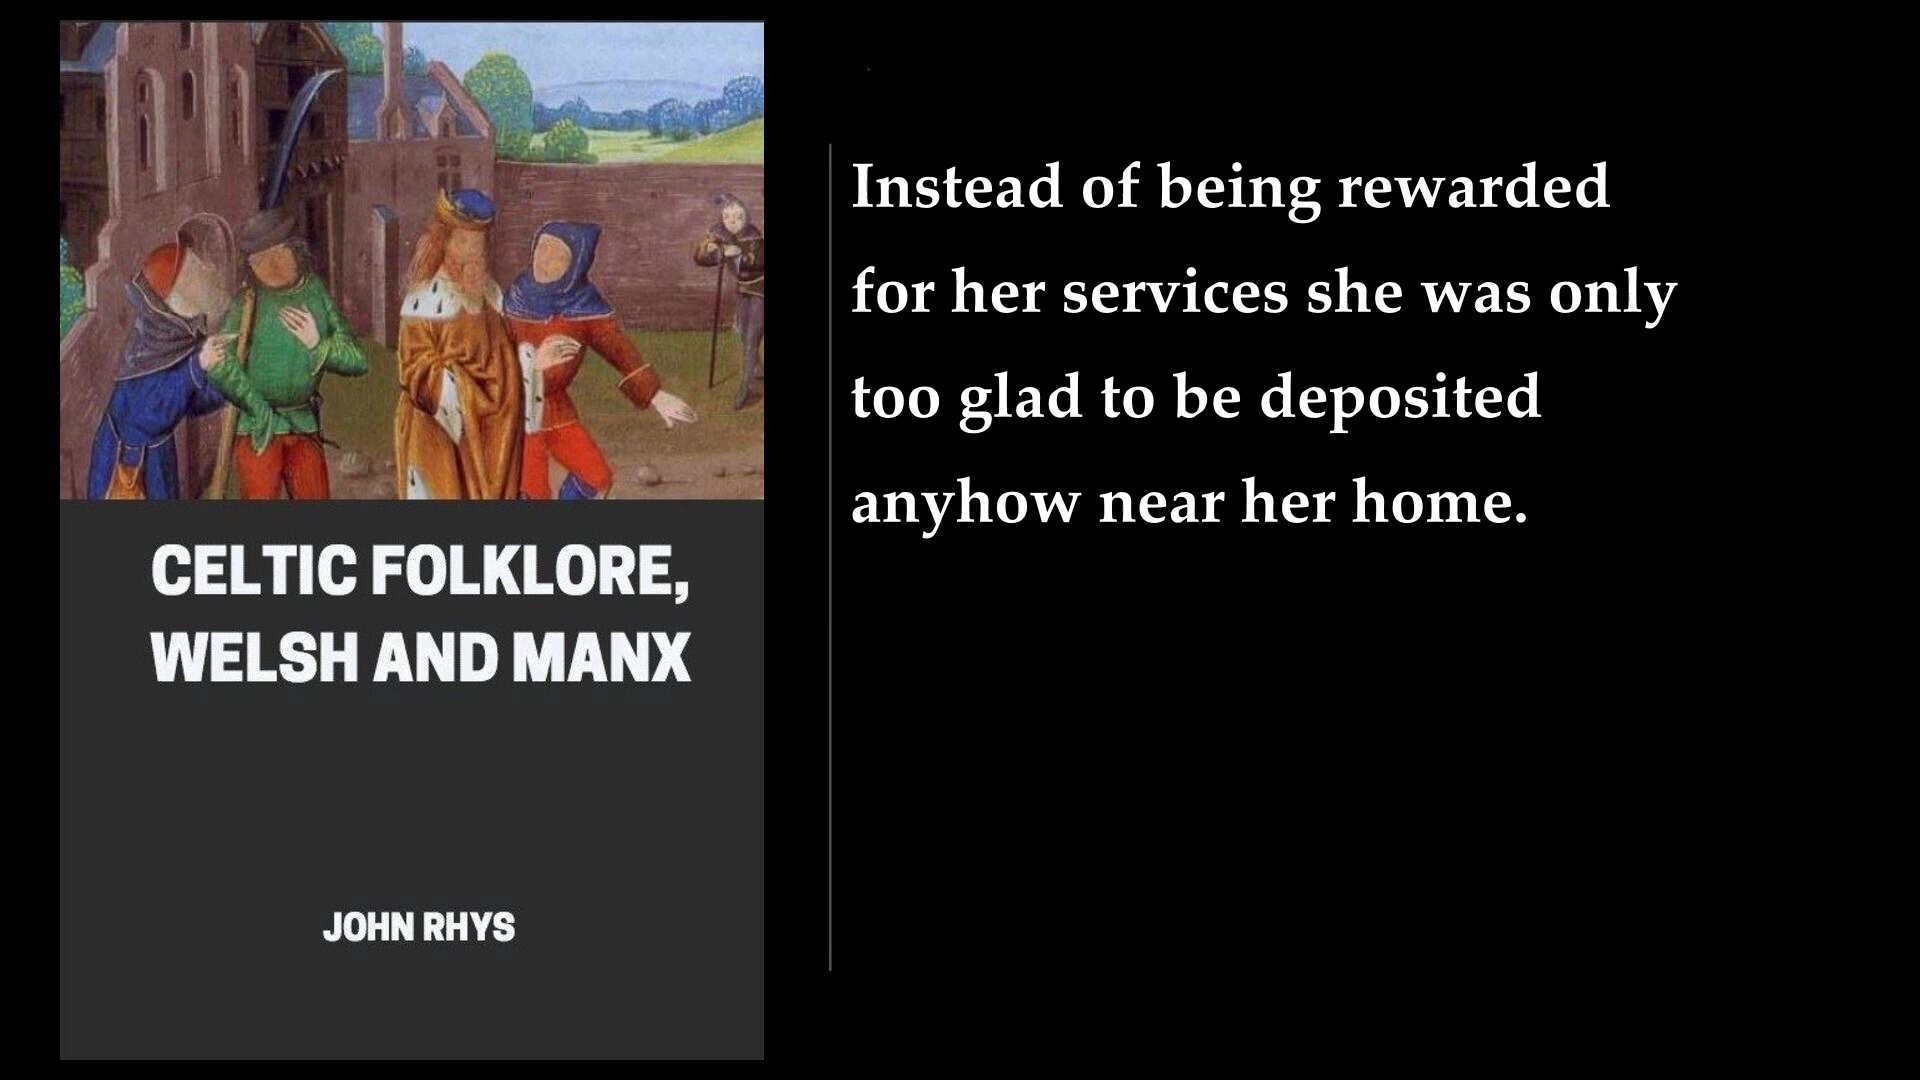 CELTIC FOLKLORE,
WELSH AND MANX
JOHN RHYS
Instead of being rewarded
for her services she was only
too glad to be deposited
anyhow near her home.